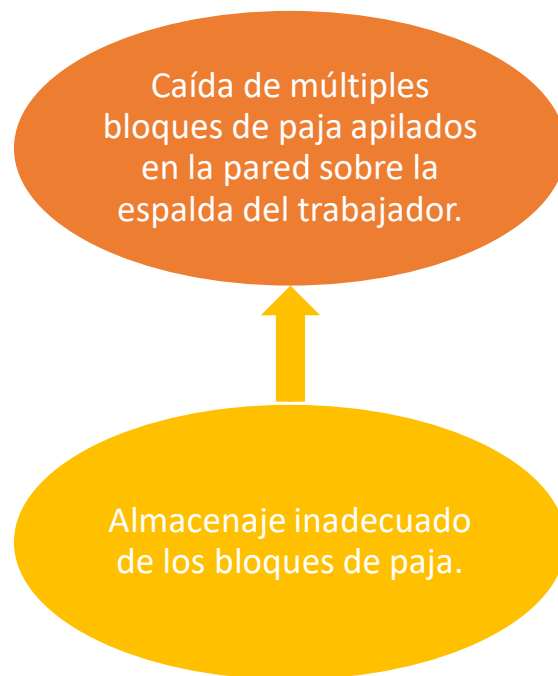 Caída de múltiples
bloques de paja apilados
en la pared sobre la
espalda del trabajador.
Almacenaje inadecuado
de los bloques de paja.